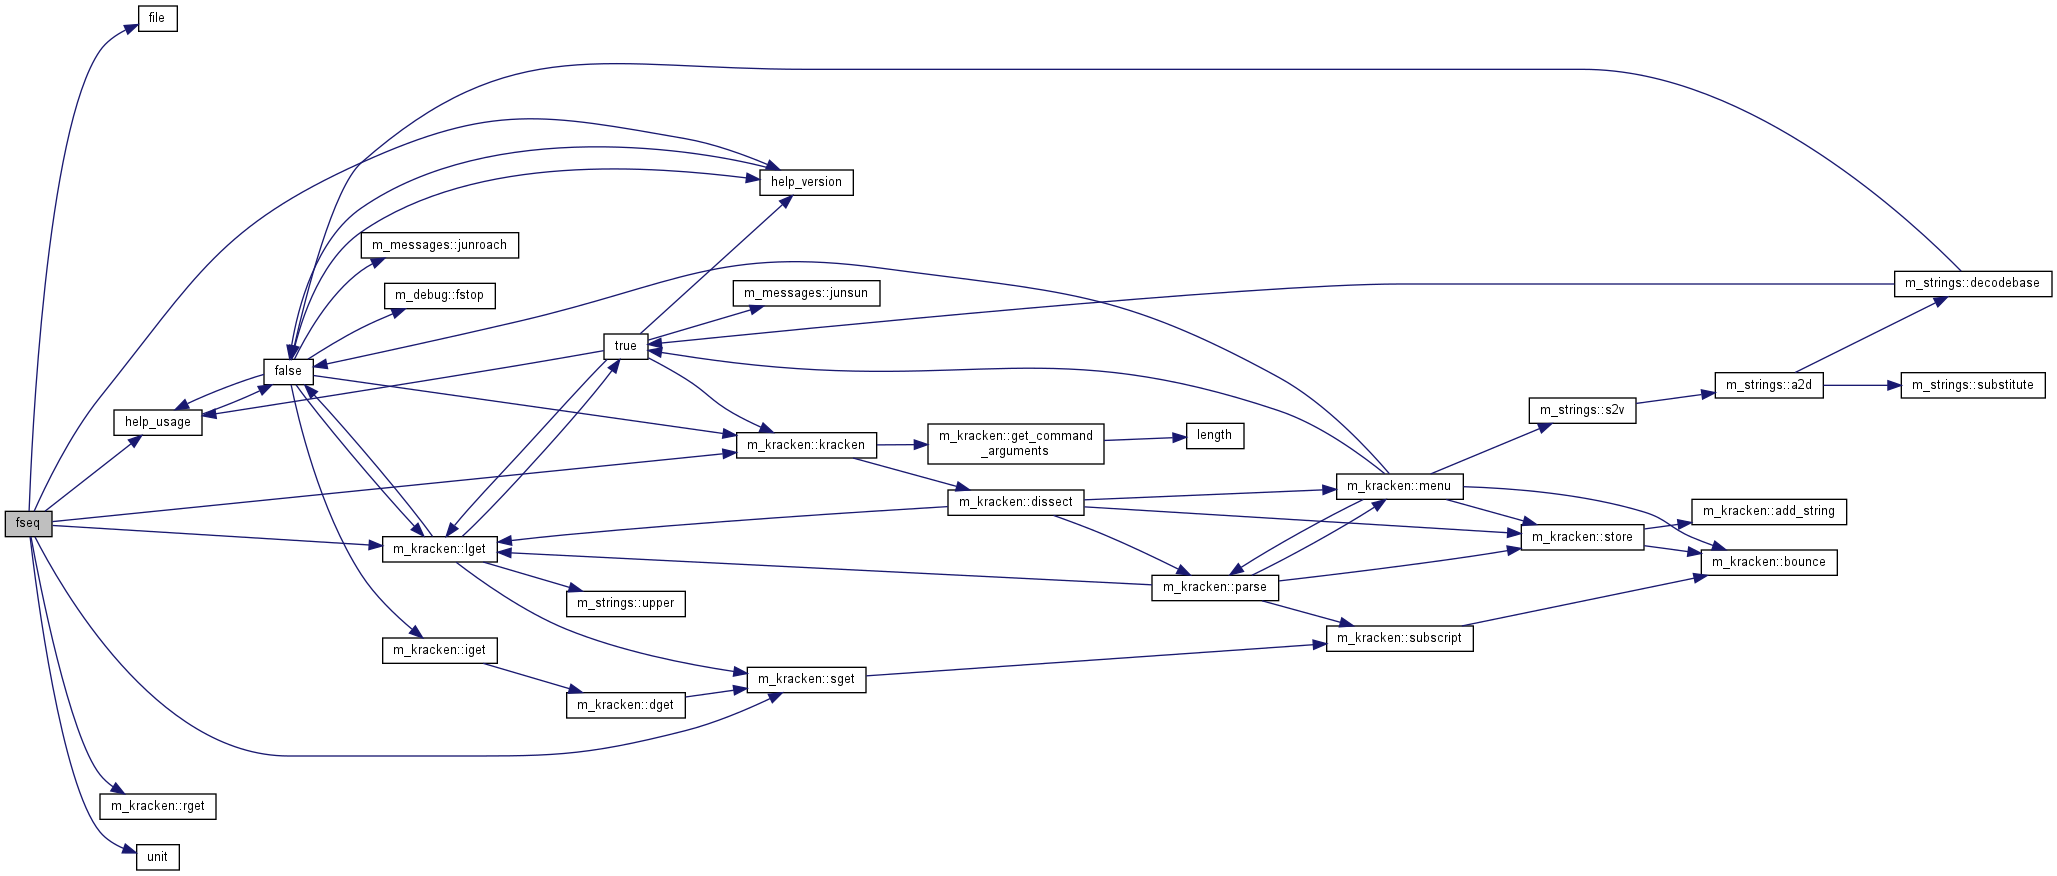 file
help_version
m_messages::junroach
m_strings::decodebase
m_debug::fstop
m_messages::junsun
true
false
m_strings::a2d
m_strings::substitute
m_strings::s2v
help_usage
length
m_kracken::kracken
m_kracken::get_command
_arguments
m_kracken::menu
m_kracken::dissect
m_kracken::add_string
fseq
m_kracken::store
m_kracken::lget
m_kracken::bounce
m_kracken::parse
m_strings::upper
m_kracken::subscript
m_kracken::iget
m_kracken::sget
m_kracken::dget
m_kracken::rget
unit